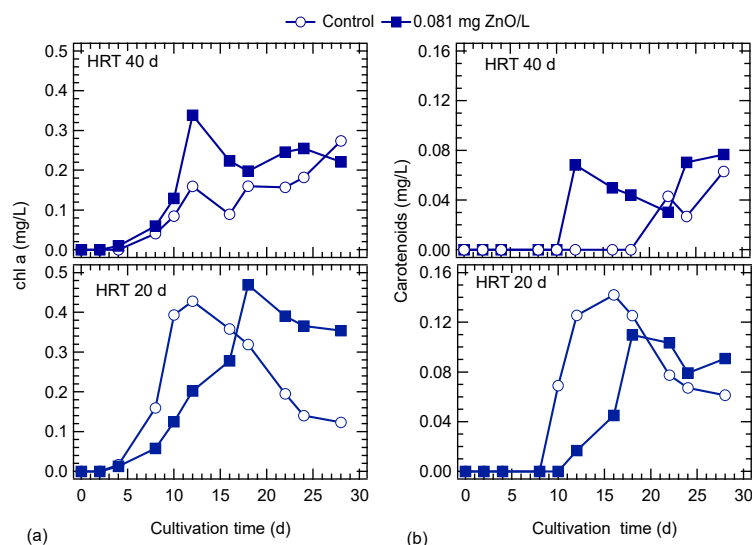 Control 0.081 mg ZnO/L
HRT 40 d
chl a (mg/L)
0.5
0.4
0.3
0.2
0.1
0.0
HRT 20 d
0.5
0.4
0.3
0.2
0.1
0.0
0 5 10 15 20 25 30
Cultivation time (d)
(a)
HRT 40 d
Carotenoids (mg/L)
0.16
0.12
0.08
0.04
0.00
HRT 20 d
0.16
0.12
0.08
0.04
0.00
0 5 10 15 20 25 30
Cultivation time (d)
(b)